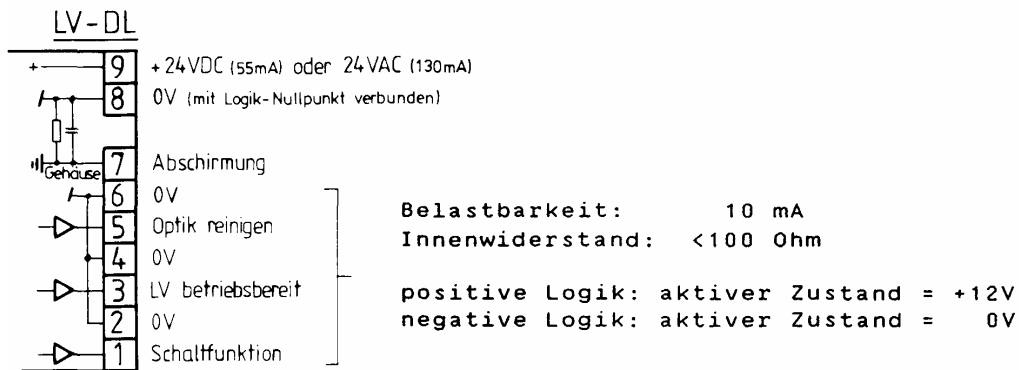 LV-DL
+ 9 + 24VDC (55mA) oder 24VAC (130mA)
8 0V (mit Logik-Nullpunkt verbunden)
Gehäuse 7 Abschirmung
6 0V
5 Optik reinigen
4 0V
3 LV betriebsbereit
2 0V
1 Schaltfunktion
Belastbarkeit: 10 mA
Innenwiderstand: <100 Ohm
positive Logik: aktiver Zustand = +12V
negative Logik: aktiver Zustand = 0V